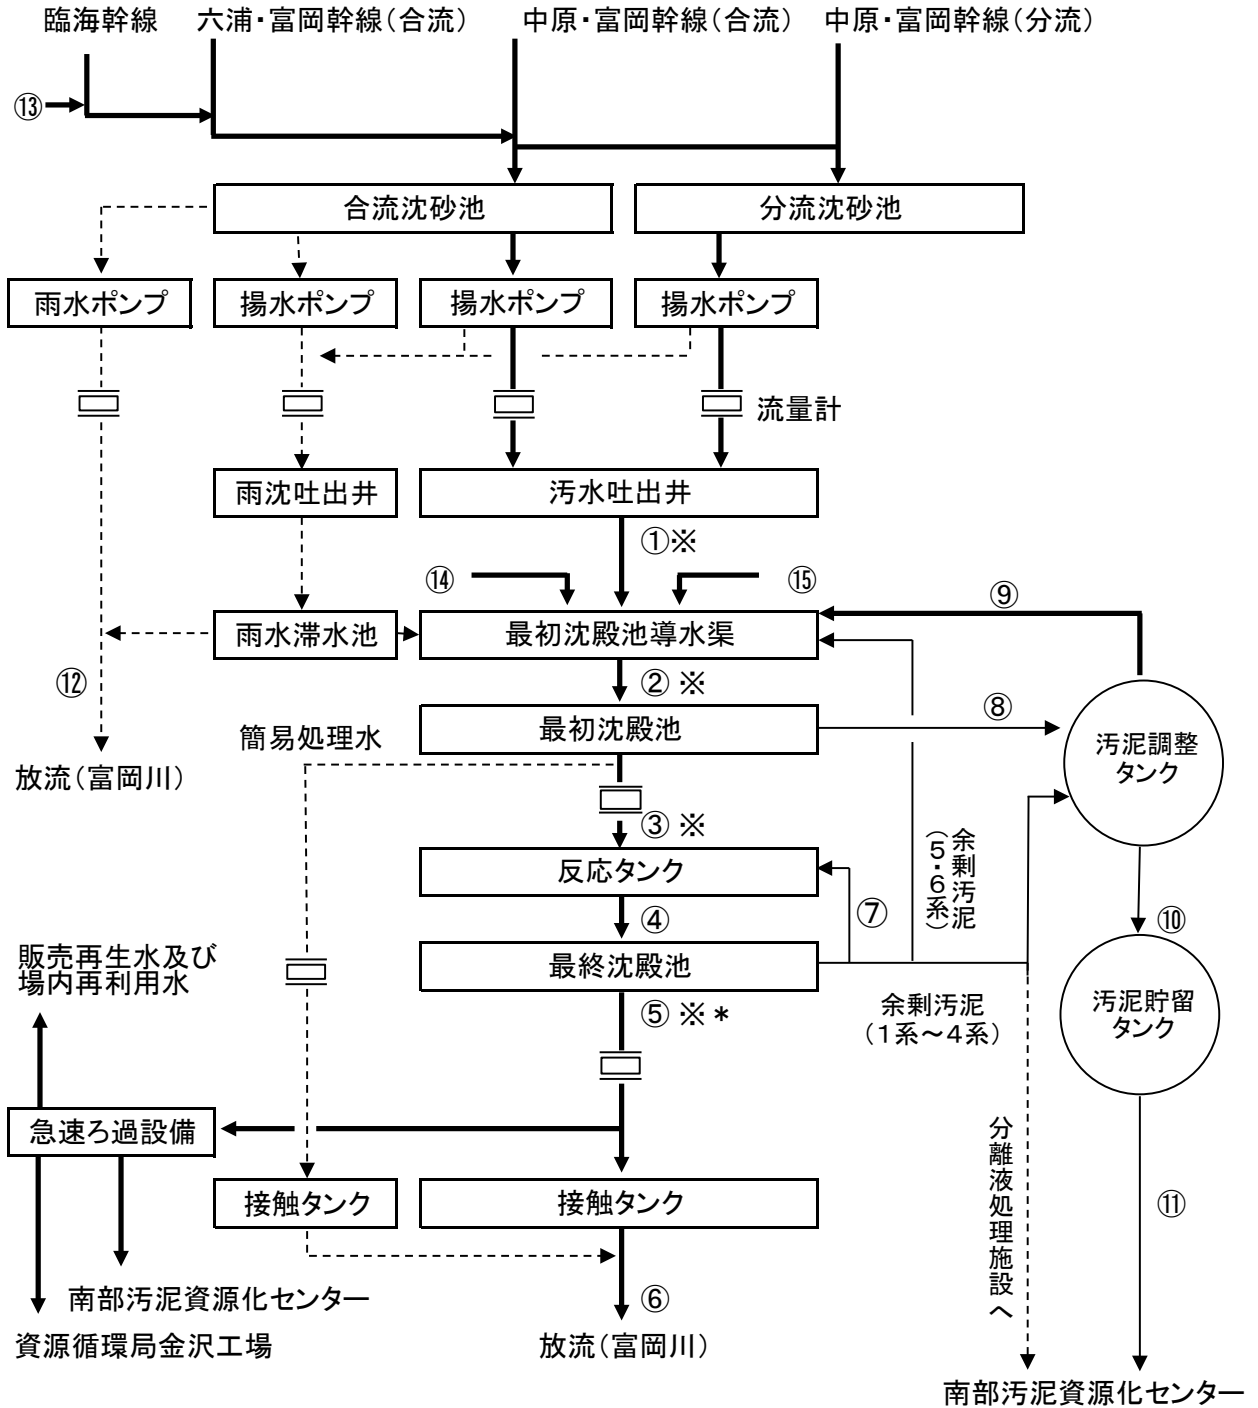 臨海幹線
六浦・富岡幹線（合流）
中原・富岡幹線（合流）
中原・富岡幹線（分流）
⑬
合流沈砂池
分流沈砂池
雨水ポンプ
揚水ポンプ
揚水ポンプ
揚水ポンプ
流量計
雨沈吐出井
汚水吐出井
①※
⑭
⑮
⑨
雨水滞水池
最初沈殿池導水渠
⑫
②※
⑧
簡易処理水
最初沈殿池
汚泥調整
タンク
放流（富岡川）
③※
余剰汚泥
（５・６系）
反応タンク
⑦
④
⑩
販売再生水及び
場内再利用水
最終沈殿池
⑤※*
余剰汚泥
（１系～４系）
汚泥貯留
タンク
急速ろ過設備
分離液処理施設へ
接触タンク
接触タンク
⑪
南部汚泥資源化センター
⑥
資源循環局金沢工場
放流（富岡川）
南部汚泥資源化センター